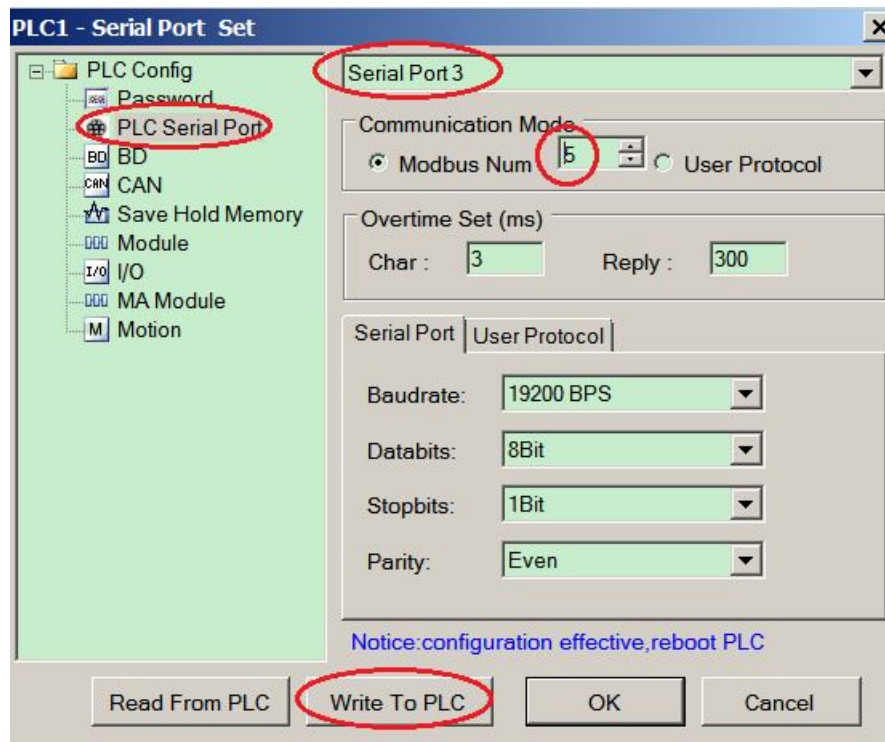 PLC1 - Serial Port Set
PLC Config
Password
PLC Serial Port
BD BD
CAN CAN
Save Hold Memory
Module
I/O I/O
MA Module
M Motion
Serial Port 3
Communication Mode
Modbus Num 5 User Protocol
Overtime Set (ms)
Char : 3 Reply : 300
Serial Port User Protocol
Baudrate: 19200 BPS
Databits: 8Bit
Stopbits: 1Bit
Parity: Even
Notice:configuration effective,reboot PLC
Read From PLC Write To PLC OK Cancel